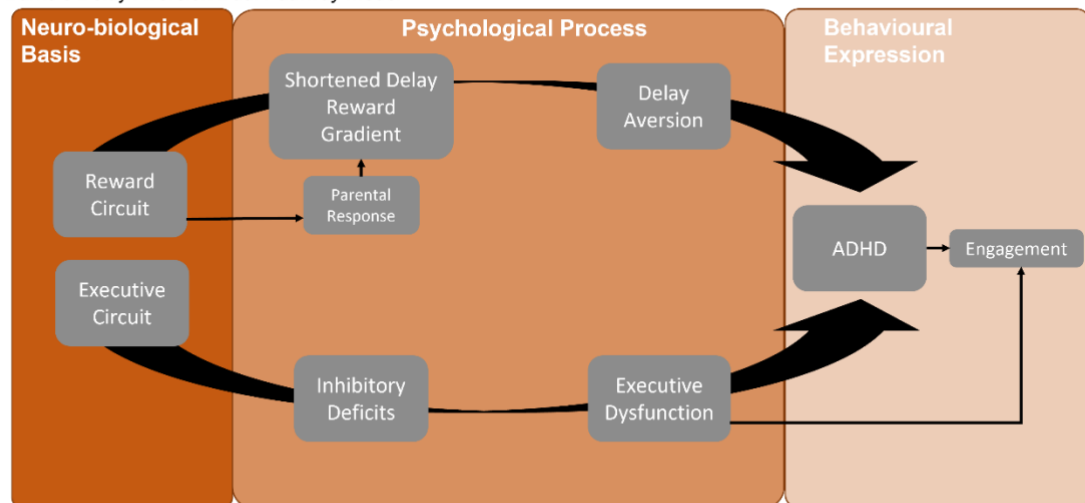 Neuro-biological
Basis
Psychological Process
Behavioural
Expression
Shortened Delay
Reward
Gradient
Delay
Aversion
Reward
Circuit
Parental
Response
ADHD
Engagement
Executive
Circuit
Inhibitory
Deficits
Executive
Dysfunction